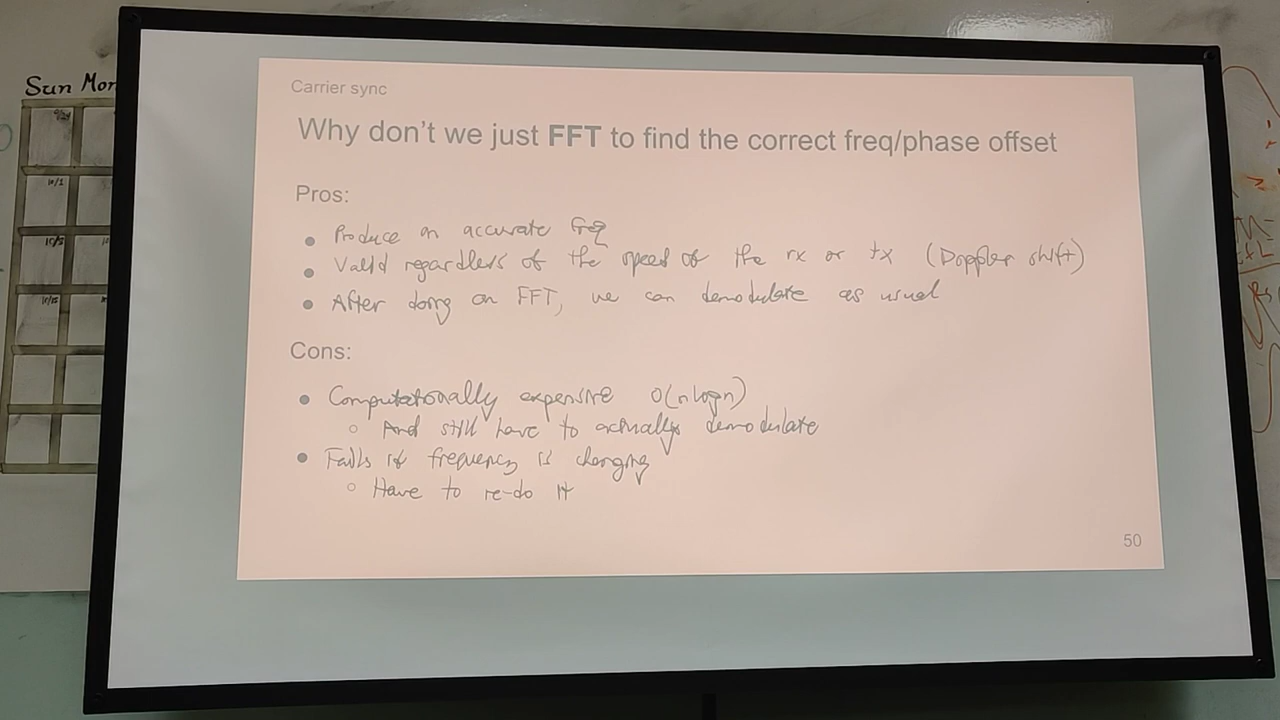 Sun Mon
Carrier sync
Why don't we just FFT to find the correct freq/phase offset
Pros:
● Produce an accurate freq
● Valid regardless of the speed of the rx or tx (Doppler shift)
● After doing an FFT, we can demodulate as usual
Cons:
● Computationally expensive O(n log n)
○ And still have to actually demodulate
● Fails if frequency is changing
○ Have to re-do it
50